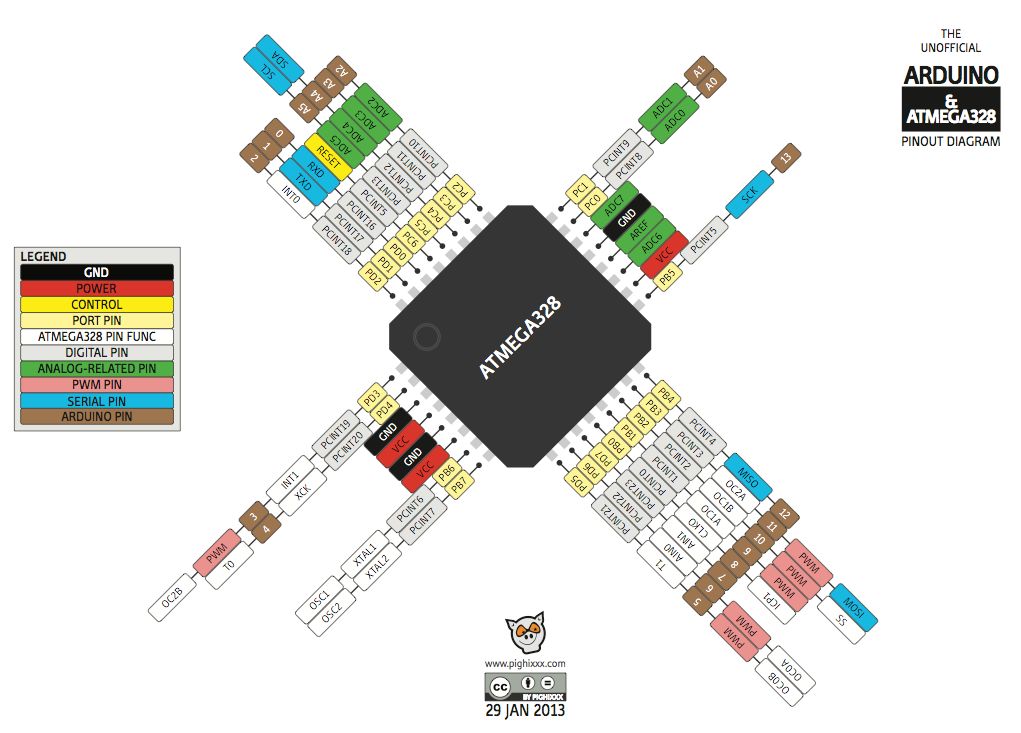 THE
UNOFFICIAL
ARDUINO
&
ATMEGA328
PINOUT DIAGRAM
SDA
SCL
A2
A3
A4
A5
ADC2
ADC3
ADC4
ADC5
RESET
0
1
2
RXD
TXD
INT0
PCINT10
PCINT11
PCINT12
PCINT13
PCINT5
PCINT16
PCINT17
PCINT18
PC2
PC3
PC4
PC5
PC6
PD0
PD1
PD2
A1
A0
ADC1
ADC0
PCINT9
PCINT8
PC1
PC0
ADC7
GND
AREF
ADC6
VCC
PB5
PCINT5
SCK
13
LEGEND
GND
POWER
CONTROL
PORT PIN
ATMEGA328 PIN FUNC
DIGITAL PIN
ANALOG-RELATED PIN
PWM PIN
SERIAL PIN
ARDUINO PIN
ATMEGA328
PD3
PD4
GND
VCC
GND
VCC
PB6
PB7
PCINT19
PCINT20
PCINT6
PCINT7
INT1
XCK
XTAL1
XTAL2
3
4
PWM
T0
OC2B
OSC1
OSC2
PB4
PB3
PB2
PB1
PB0
PD7
PD6
PD5
PCINT4
PCINT3
PCINT2
PCINT1
PCINT0
PCINT23
PCINT22
PCINT21
MISO
OC2A
OC1B
OC1A
CLKO
AIN1
AIN0
T1
12
11
10
9
8
7
6
5
PWM
PWM
PWM
ICP1
PWM
PWM
MOSI
SS
OC0A
OC0B
www.pighixxx.com
cc
BY PIGHIXXX
29 JAN 2013